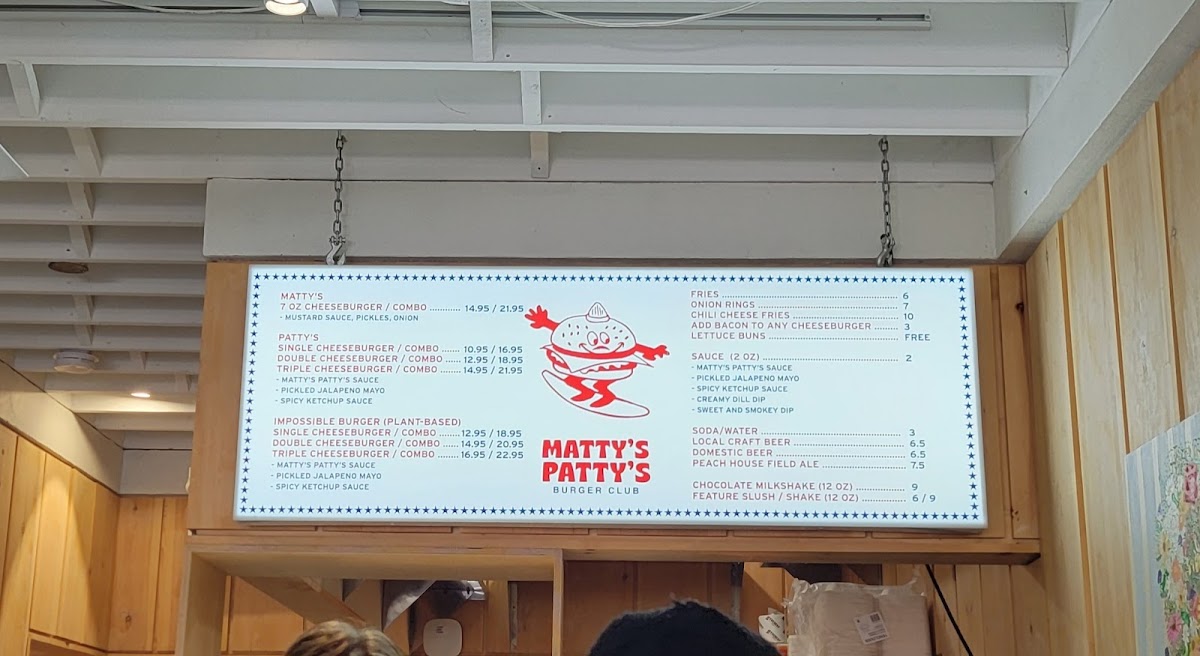 MATTY'S
7 OZ CHEESEBURGER / COMBO ............ 14.95 / 21.95
- MUSTARD SAUCE, PICKLES, ONION
PATTY'S
SINGLE CHEESEBURGER / COMBO ....... 10.95 / 16.95
DOUBLE CHEESEBURGER / COMBO ...... 12.95 / 18.95
TRIPLE CHEESEBURGER / COMBO ........ 14.95 / 21.95
- MATTY'S PATTY'S SAUCE
- PICKLED JALAPENO MAYO
- SPICY KETCHUP SAUCE
IMPOSSIBLE BURGER (PLANT-BASED)
SINGLE CHEESEBURGER / COMBO ....... 12.95 / 18.95
DOUBLE CHEESEBURGER / COMBO ...... 14.95 / 20.95
TRIPLE CHEESEBURGER / COMBO ........ 16.95 / 22.95
- MATTY'S PATTY'S SAUCE
- PICKLED JALAPENO MAYO
- SPICY KETCHUP SAUCE
MATTY'S
PATTY'S
BURGER CLUB
FRIES ............ 6
ONION RINGS ............ 7
CHILI CHEESE FRIES ............ 10
ADD BACON TO ANY CHEESEBURGER ........ 3
LETTUCE BUNS ............ FREE
SAUCE (2 OZ) ............ 2
- MATTY'S PATTY'S SAUCE
- PICKLED JALAPENO MAYO
- SPICY KETCHUP SAUCE
- CREAMY DILL DIP
- SWEET AND SMOKEY DIP
SODA/WATER ............ 3
LOCAL CRAFT BEER ............ 6.5
DOMESTIC BEER ............ 6.5
PEACH HOUSE FIELD ALE ............ 7.5
CHOCOLATE MILKSHAKE (12 OZ) ............ 9
FEATURE SLUSH / SHAKE (12 OZ) ............ 6 / 9